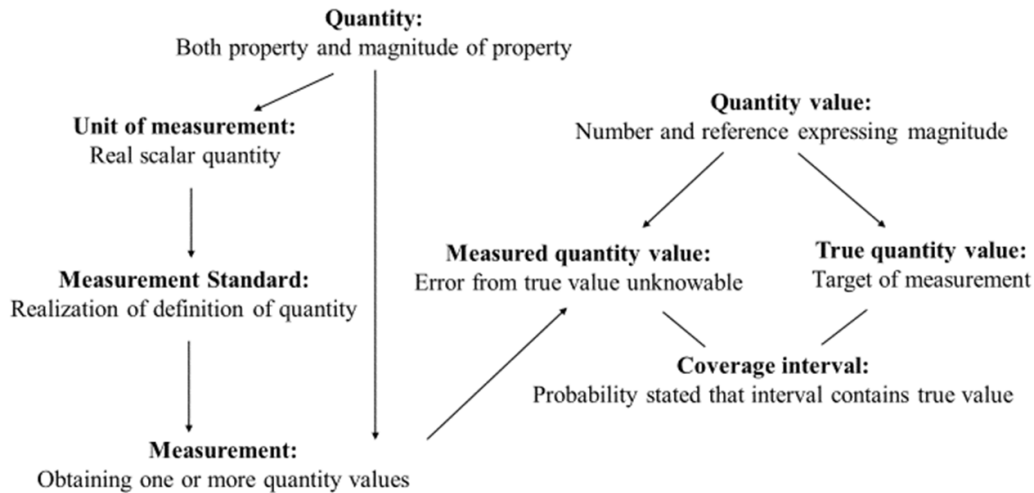 Quantity:
Both property and magnitude of property
Quantity value:
Number and reference expressing magnitude
Unit of measurement:
Real scalar quantity
Measured quantity value:
Error from true value unknowable
True quantity value:
Target of measurement
Measurement Standard:
Realization of definition of quantity
Coverage interval:
Probability stated that interval contains true value
Measurement:
Obtaining one or more quantity values